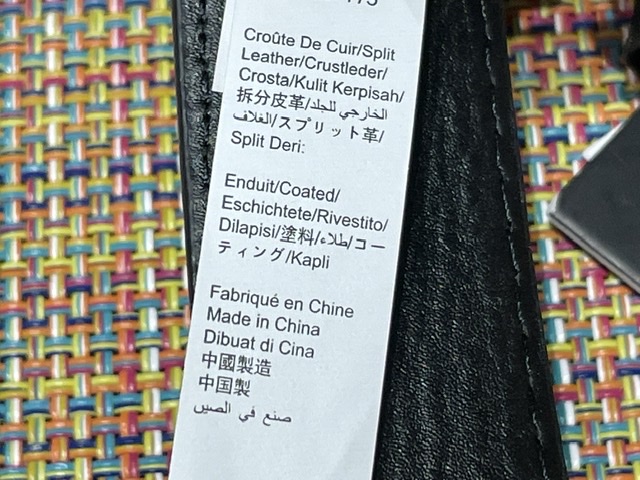 Croûte De Cuir/Split
Leather/Crustleder/
Crosta/Kulit Kerpisah/
拆分皮革/الخارجي للجلد
الغلاف/スプリット革/
Split Deri:
Enduit/Coated/
Eschichtete/Rivestito/
Dilapisi/塗料/طلاء/コー
ティング/Kapli
Fabriqué en Chine
Made in China
Dibuat di Cina
中國製造
中国製
صنع في الصين